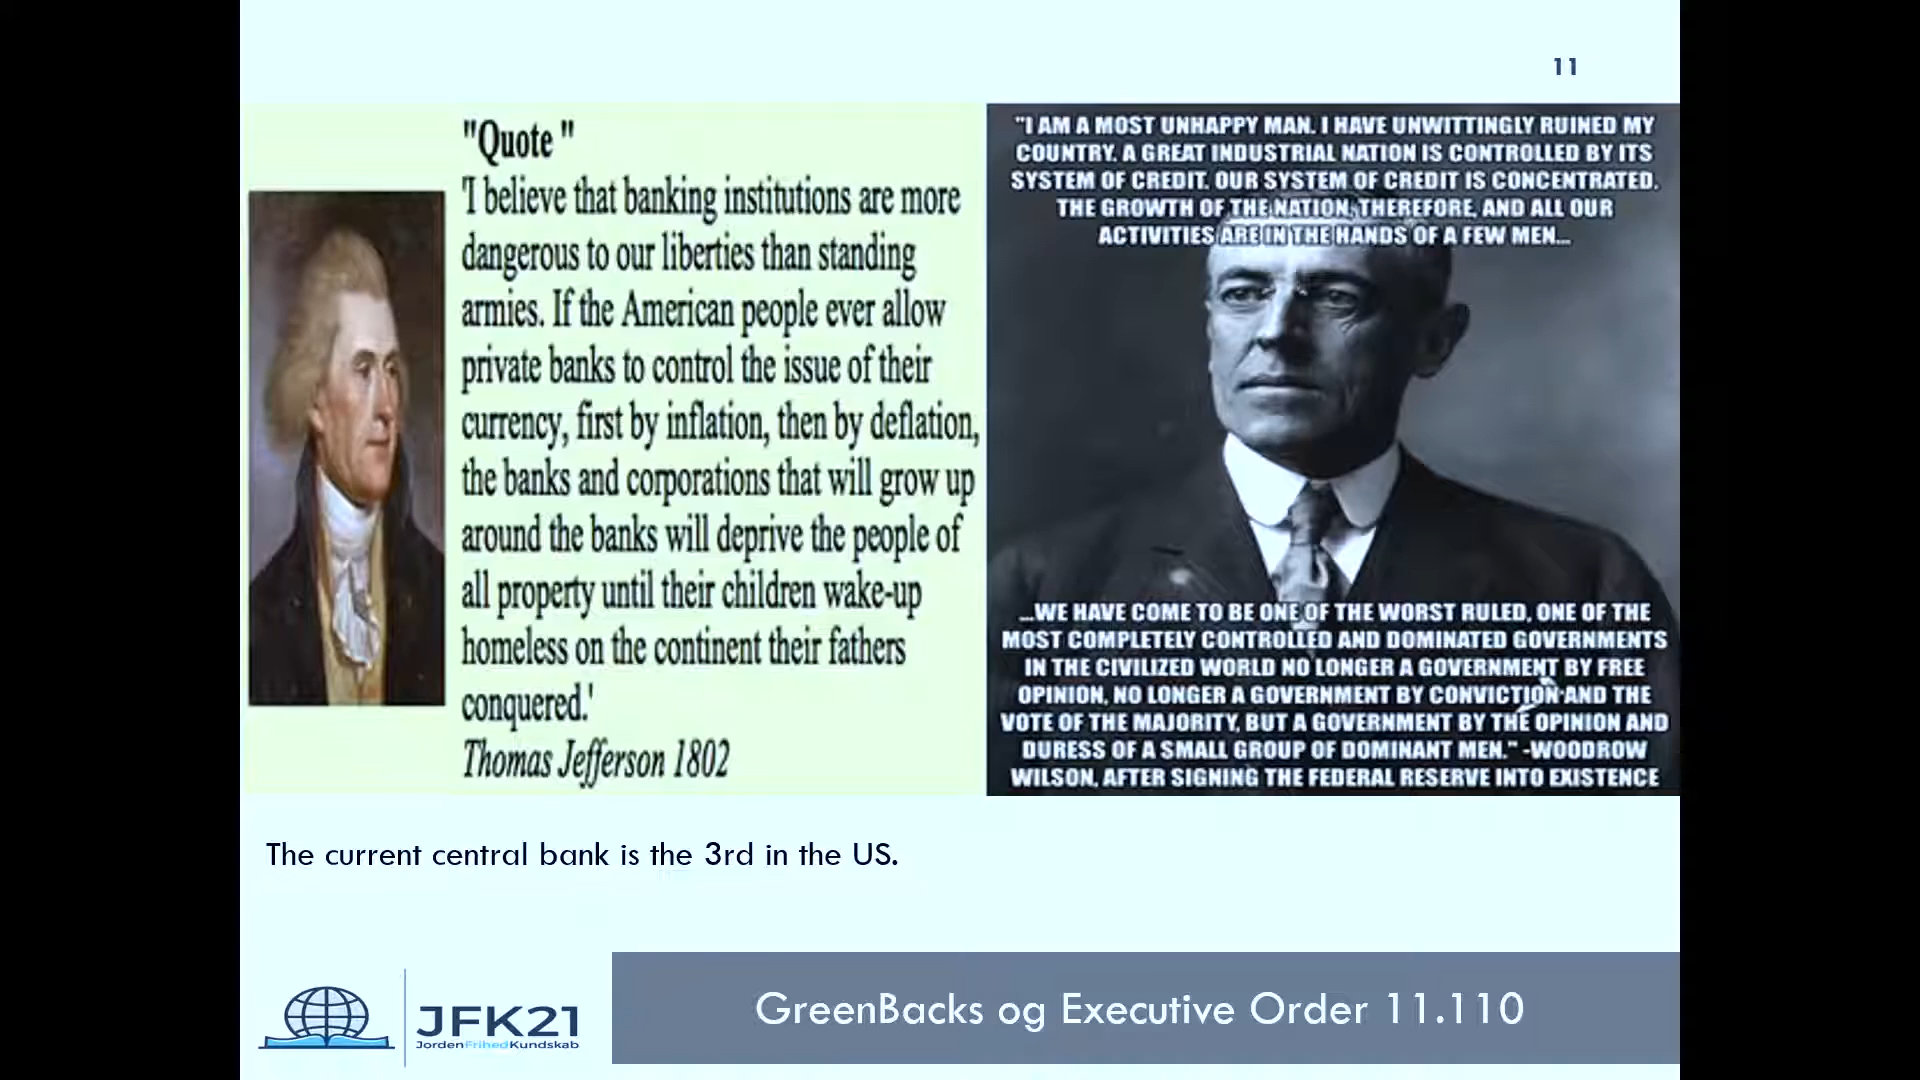 11
"Quote "
'I believe that banking institutions are more
dangerous to our liberties than standing
armies. If the American people ever allow
private banks to control the issue of their
currency, first by inflation, then by deflation,
the banks and corporations that will grow up
around the banks will deprive the people of
all property until their children wake-up
homeless on the continent their fathers
conquered.'
Thomas Jefferson 1802
"I AM A MOST UNHAPPY MAN. I HAVE UNWITTINGLY RUINED MY
COUNTRY. A GREAT INDUSTRIAL NATION IS CONTROLLED BY ITS
SYSTEM OF CREDIT. OUR SYSTEM OF CREDIT IS CONCENTRATED.
THE GROWTH OF THE NATION, THEREFORE, AND ALL OUR
ACTIVITIES ARE IN THE HANDS OF A FEW MEN...
...WE HAVE COME TO BE ONE OF THE WORST RULED, ONE OF THE
MOST COMPLETELY CONTROLLED AND DOMINATED GOVERNMENTS
IN THE CIVILIZED WORLD NO LONGER A GOVERNMENT BY FREE
OPINION, NO LONGER A GOVERNMENT BY CONVICTION AND THE
VOTE OF THE MAJORITY, BUT A GOVERNMENT BY THE OPINION AND
DURESS OF A SMALL GROUP OF DOMINANT MEN." -WOODROW
WILSON, AFTER SIGNING THE FEDERAL RESERVE INTO EXISTENCE
The current central bank is the 3rd in the US.
JFK21
JordenFrihedKundskab
GreenBacks og Executive Order 11.110